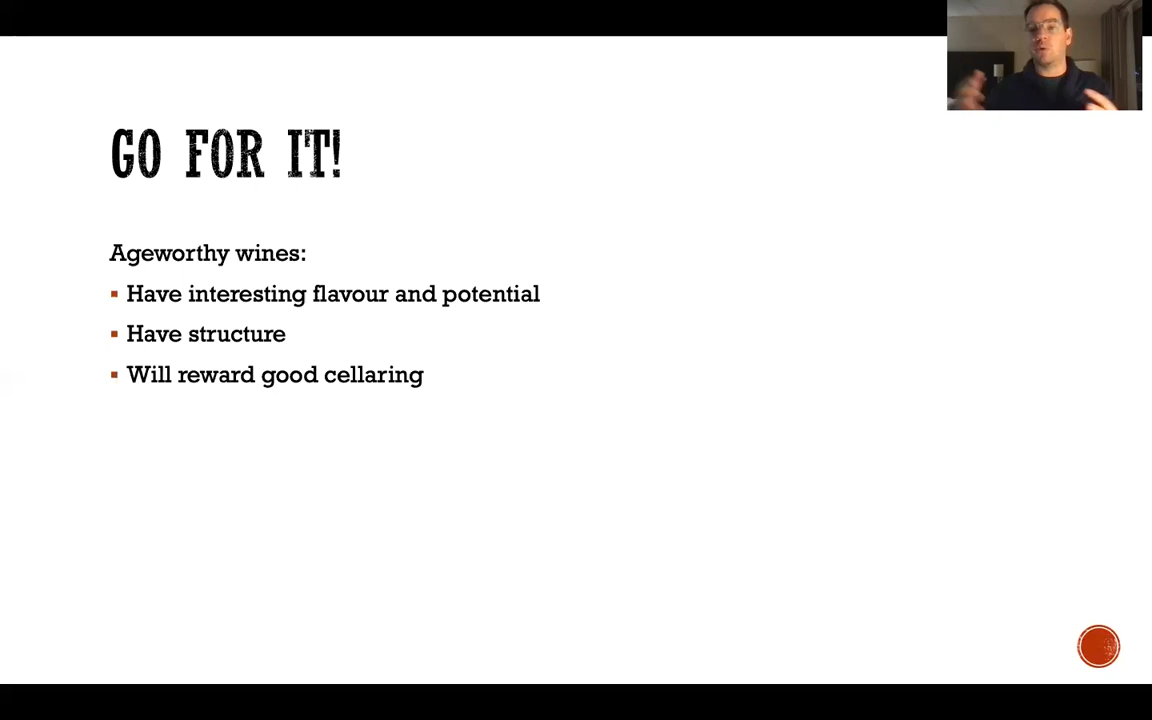 GO FOR IT!
Ageworthy wines:
▪ Have interesting flavour and potential
▪ Have structure
▪ Will reward good cellaring